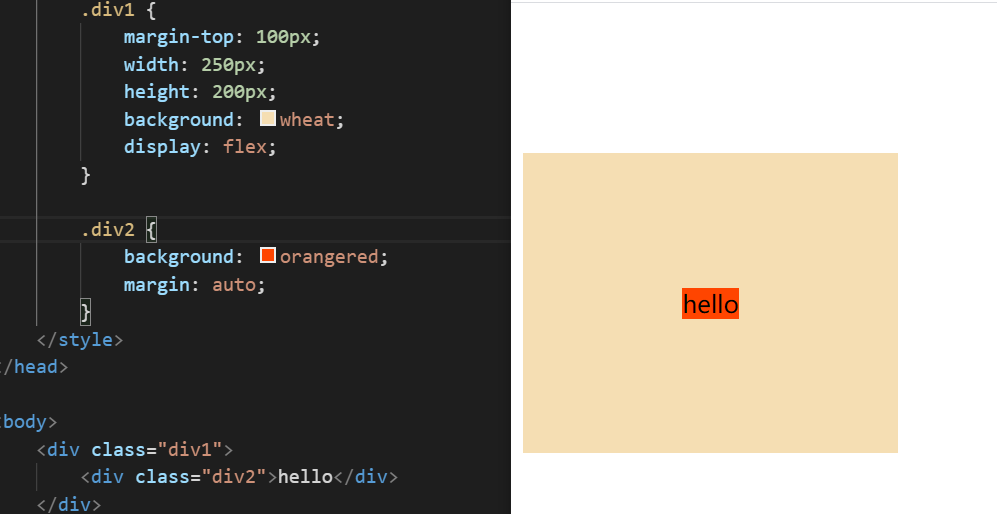 .div1 {
margin-top: 100px;
width: 250px;
height: 200px;
background: wheat;
display: flex;
}
.div2 {
background: orangered;
margin: auto;
}
</style>
/head>
body>
<div class="div1">
<div class="div2">hello</div>
</div>
hello